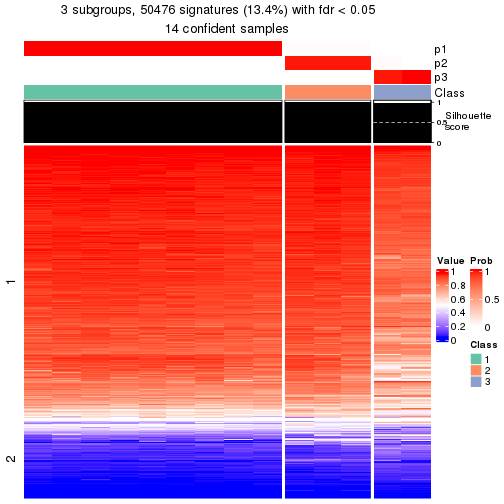 3 subgroups, 50476 signatures (13.4%) with fdr < 0.05
14 confident samples
p1
p2
p3
Class
1
0.5
0
Silhouette
score
1
2
Value
1
0.8
0.6
0.4
0.2
0
Prob
1
0.5
0
Class
1
2
3